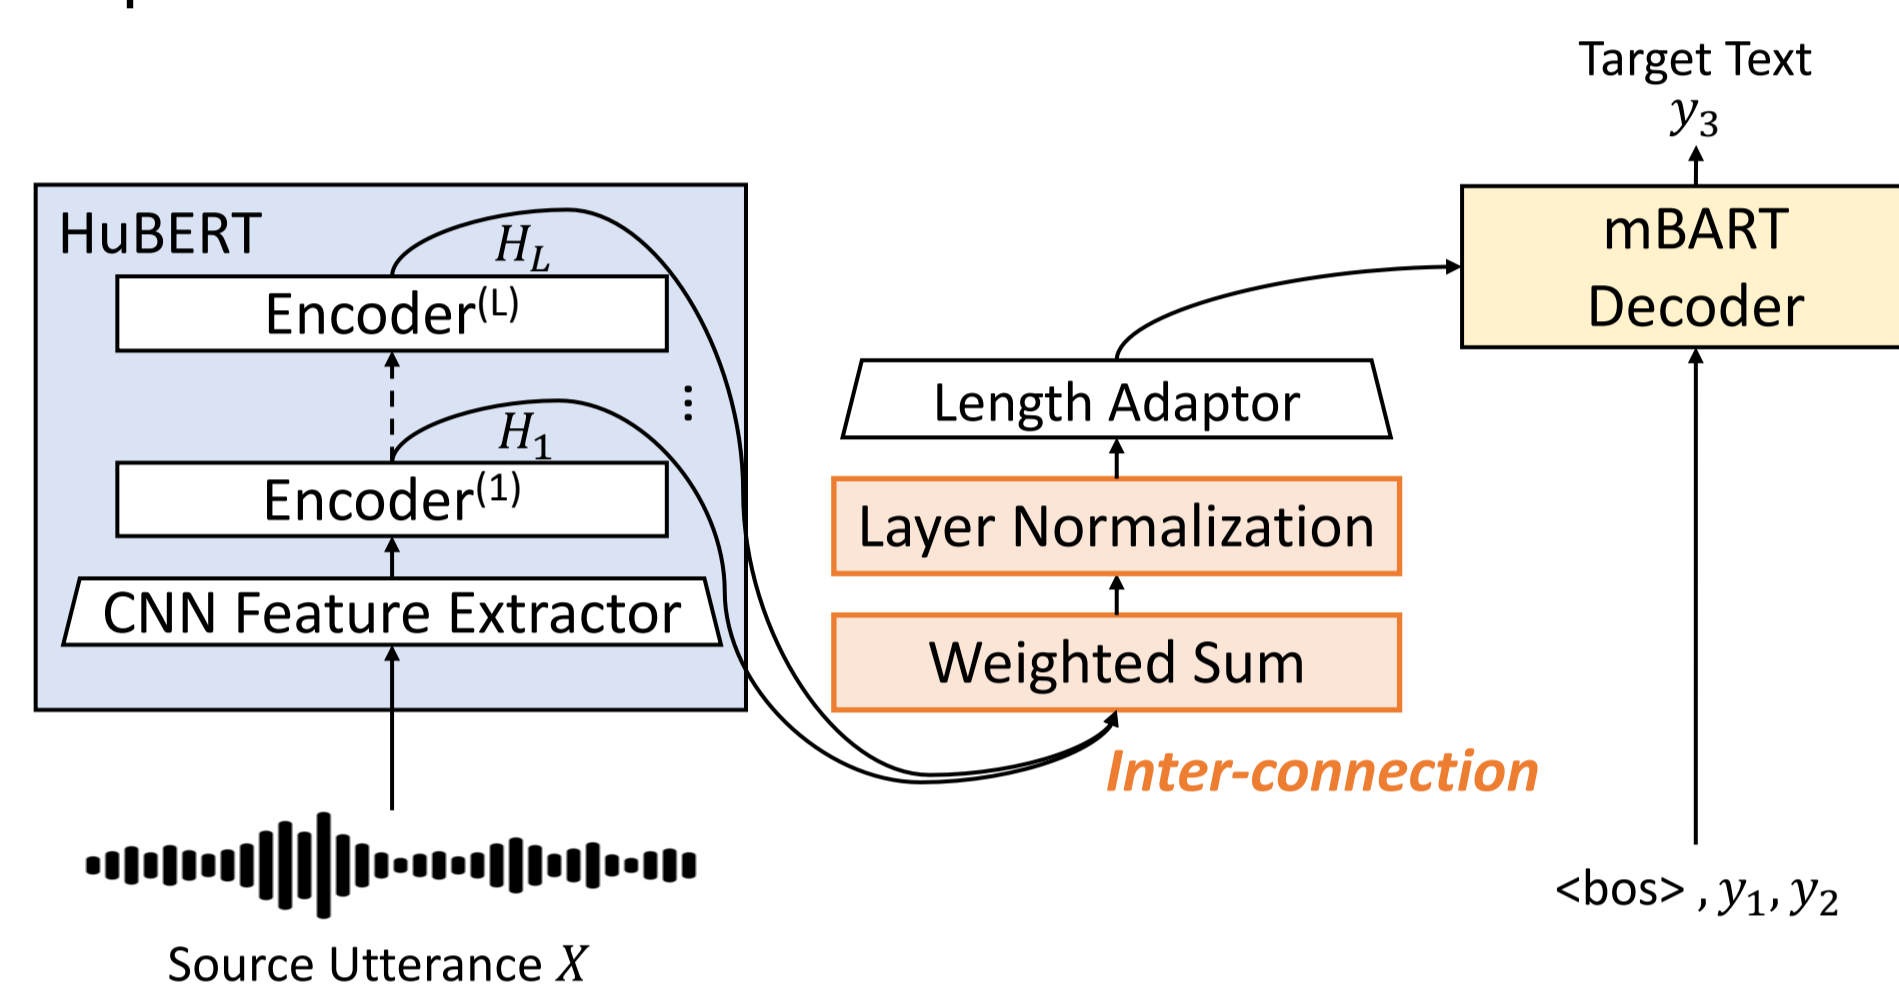 Target Text
y₃
HuBERT
H_L
Encoder⁽ᴸ⁾
⋮
H₁
Encoder⁽¹⁾
CNN Feature Extractor
Source Utterance X
Length Adaptor
Layer Normalization
Weighted Sum
Inter-connection
mBART
Decoder
<bos> , y₁, y₂